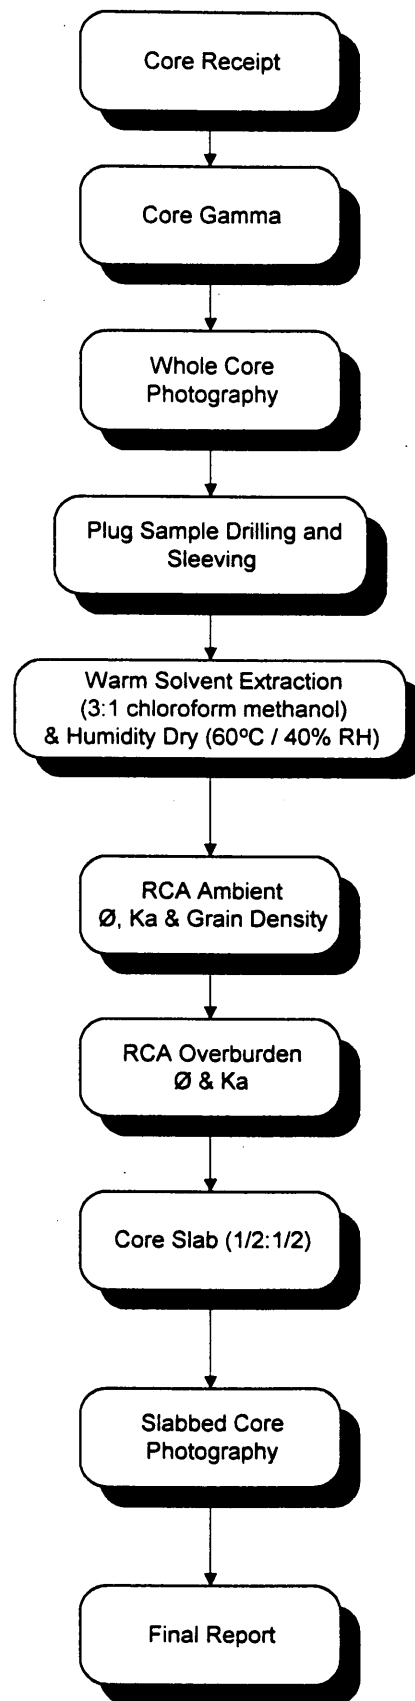 Core Receipt
Core Gamma
Whole Core
Photography
Plug Sample Drilling and
Sleeving
Warm Solvent Extraction
(3:1 chloroform methanol)
& Humidity Dry (60ºC / 40% RH)
RCA Ambient
Ø, Ka & Grain Density
RCA Overburden
Ø & Ka
Core Slab (1/2:1/2)
Slabbed Core
Photography
Final Report